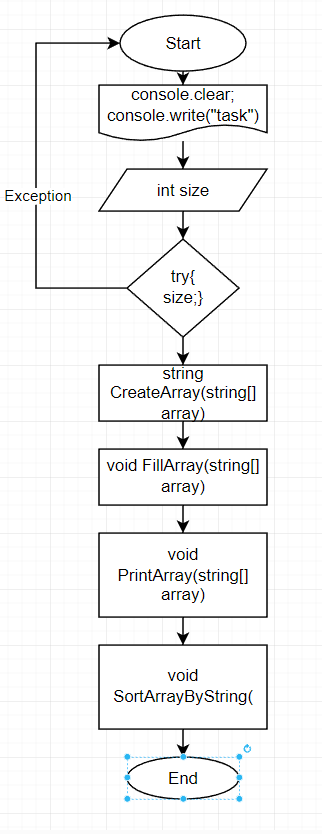 Start
console.clear;
console.write("task")
Exception
int size
try{
size;}
string
CreateArray(string[]
array)
void FillArray(string[]
array)
void
PrintArray(string[]
array)
void
SortArrayByString(
End